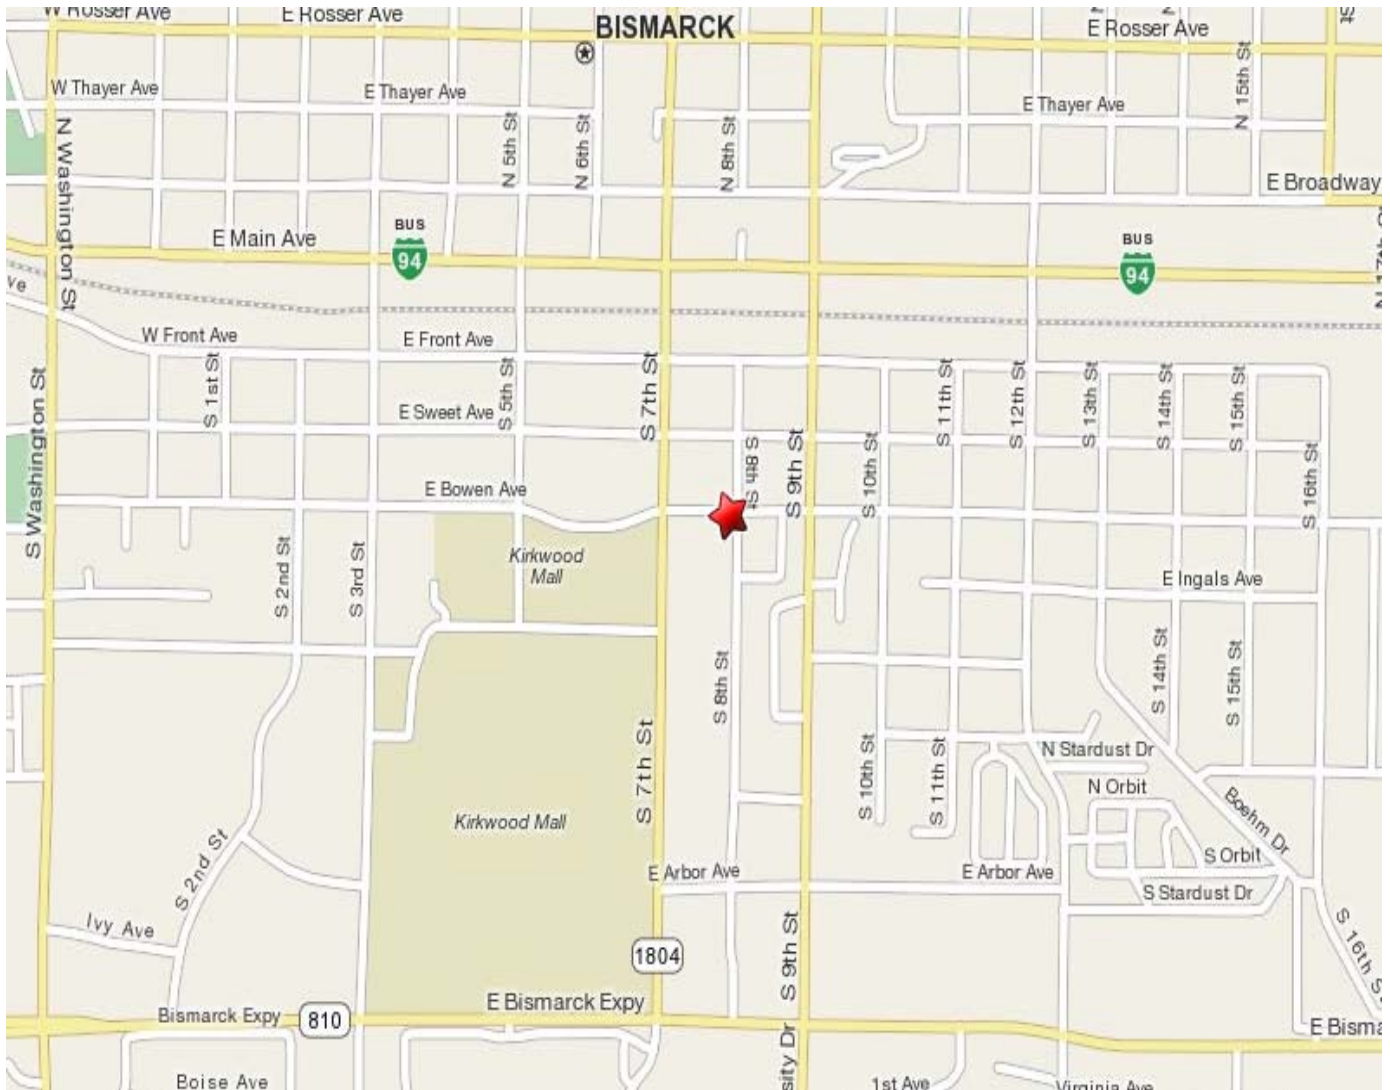 W Rosser Ave
E Rosser Ave
BISMARCK
E Rosser Ave
St
W Thayer Ave
E Thayer Ave
E Thayer Ave
N 15th St
N Washington St
N 5th St
N 6th St
N 8th St
E Broadway
E Main Ave
BUS
94
BUS
94
W Front Ave
E Front Ave
S Washington St
S 1st St
S 5th St
S 7th St
E Sweet Ave
S 8th St
S 9th St
S 10th St
S 11th St
S 12th St
S 13th St
S 14th St
S 15th St
S 16th St
E Bowen Ave
Kirkwood
Mall
S 2nd St
S 3rd St
E Ingals Ave
S 8th St
S 14th St
S 15th St
S 7th St
S 10th St
S 11th St
N Stardust Dr
N Orbit
Boehm Dr
Kirkwood Mall
S Orbit
S 2nd St
E Arbor Ave
E Arbor Ave
S Stardust Dr
Ivy Ave
1804
S 9th St
S 16th S
E Bismarck Expy
Bismarck Expy
810
E Bisma
sity Dr
Boise Ave
1st Ave
Virginia Ave